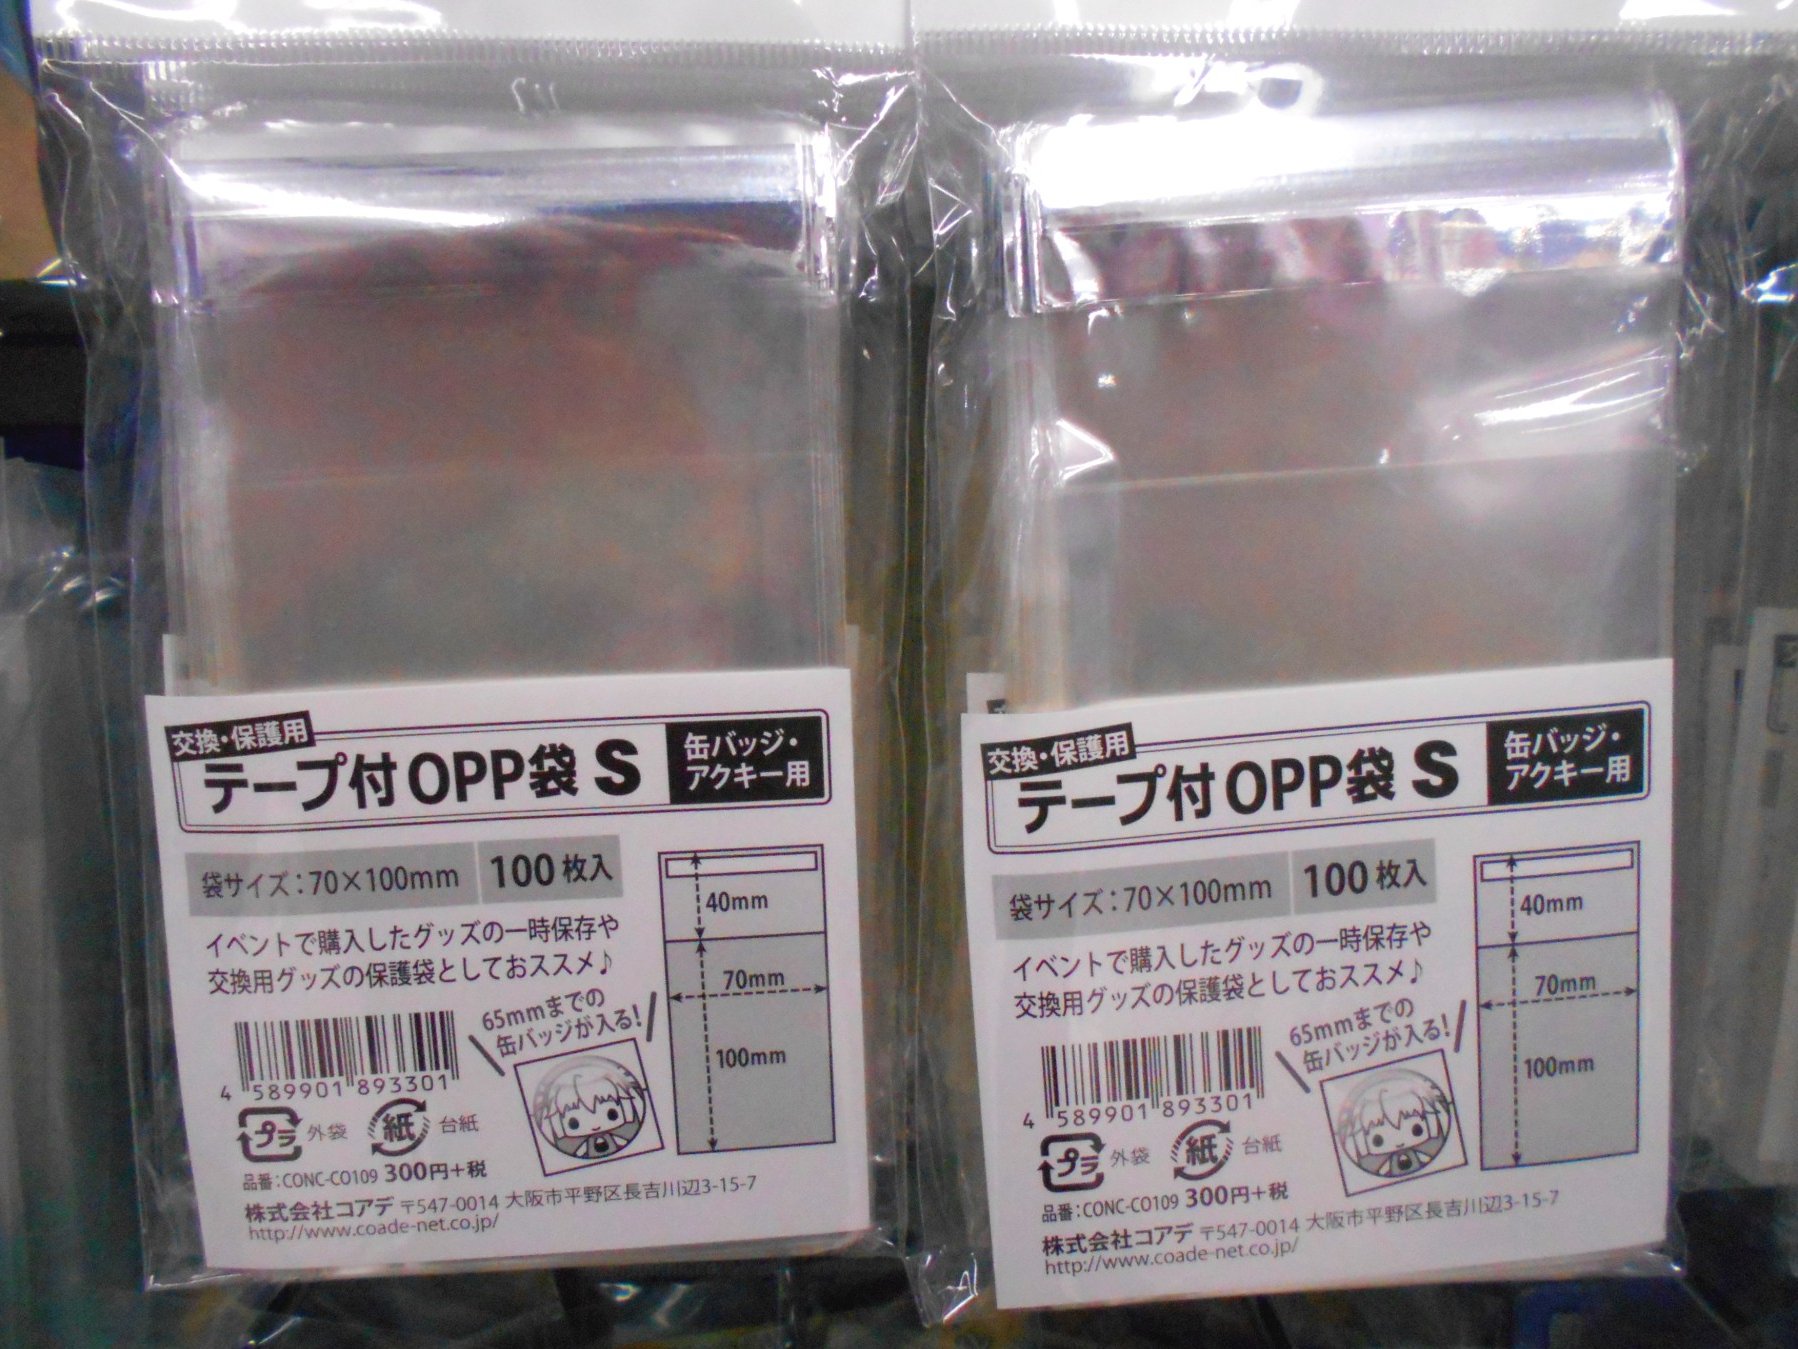 交換・保護用
テープ付OPP袋 S
缶バッジ・
アクキー用
袋サイズ：70×100mm
100枚入
イベントで購入したグッズの一時保存や
交換用グッズの保護袋としておススメ♪
65mmまでの
缶バッジが入る！
40mm
70mm
100mm
4 589901 893301
プラ 外袋 紙 台紙
品番：CONC-CO109 300円+税
株式会社コアデ 〒547-0014 大阪市平野区長吉川辺3-15-7
http://www.coade-net.co.jp/
交換・保護用
テープ付OPP袋 S
缶バッジ・
アクキー用
袋サイズ：70×100mm
100枚入
イベントで購入したグッズの一時保存や
交換用グッズの保護袋としておススメ♪
65mmまでの
缶バッジが入る！
40mm
70mm
100mm
4 589901 893301
プラ 外袋 紙 台紙
品番：CONC-CO109 300円+税
株式会社コアデ 〒547-0014 大阪市平野区長吉川辺3-15-7
http://www.coade-net.co.jp/